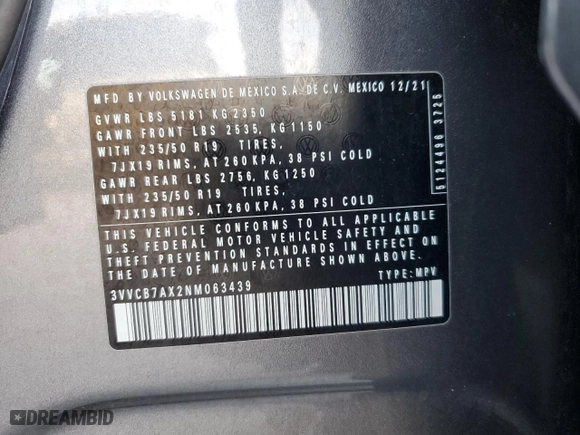 MFD BY VOLKSWAGEN DE MEXICO S.A. DE C.V. MEXICO 12/21
GVWR LBS 5181 KG 2350
GAWR FRONT LBS 2535, KG 1150
WITH 235/50 R19 TIRES,
7JX19 RIMS, AT 260 KPA, 38 PSI COLD
GAWR REAR LBS 2756, KG 1250
WITH 235/50 R19 TIRES,
7JX19 RIMS, AT 260 KPA, 38 PSI COLD
THIS VEHICLE CONFORMS TO ALL APPLICABLE
U.S. FEDERAL MOTOR VEHICLE SAFETY AND
THEFT PREVENTION STANDARDS IN EFFECT ON
THE DATE OF MANUFACTURE SHOWN ABOVE
3VVCB7AX2NM063439 TYPE: MPV
5124496 3725
DREAMBID